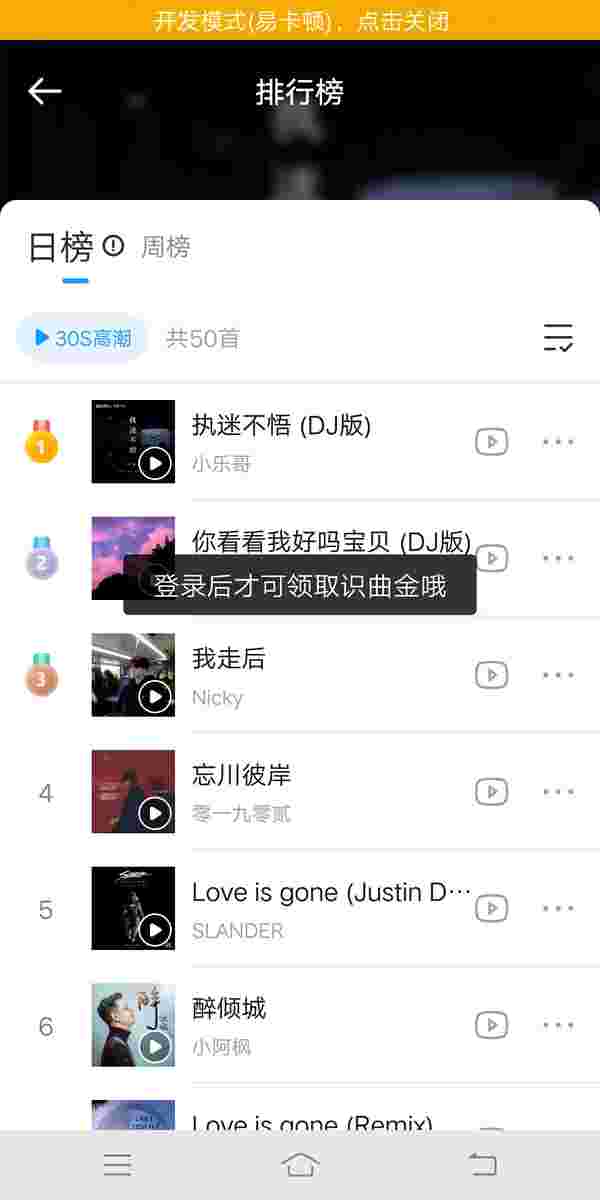 开发模式(易卡顿)，点击关闭
排行榜
日榜 周榜
30S高潮 共50首
1 执迷不悟 (DJ版)
小乐哥
2 你看看我好吗宝贝 (DJ版)
登录后才可领取识曲金哦
3 我走后
Nicky
4 忘川彼岸
零一九零贰
5 Love is gone (Justin D…
SLANDER
6 醉倾城
小阿枫
Love is gone (Remix)